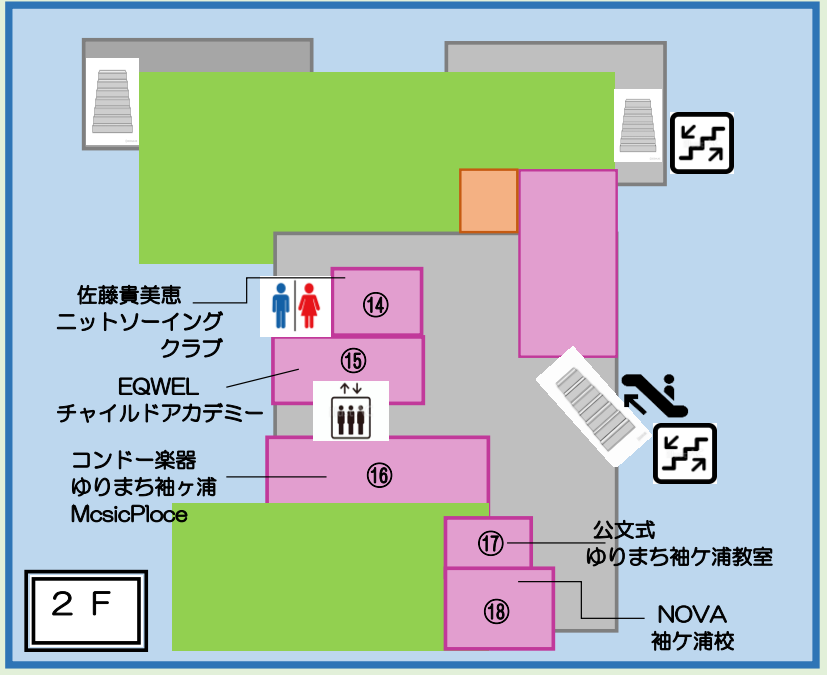 佐藤貴美恵
ニットソーイング
クラブ
⑭
⑮
EQWEL
チャイルドアカデミー
コンドー楽器
ゆりまち袖ヶ浦
McsicPloce
⑯
⑰
公文式
ゆりまち袖ケ浦教室
⑱
NOVA
袖ケ浦校
２Ｆ